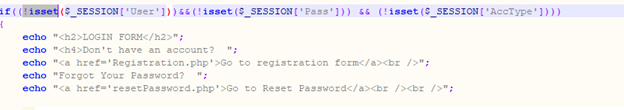 if((!isset($_SESSION['User']))&&(!isset($_SESSION['Pass'])) && (!isset($_SESSION['AccType'])))
{
echo "<h2>LOGIN FORM</h2>";
echo "<h4>Don't have an account?  ";
echo "<a href='Registration.php'>Go to registration form</a><br />";
echo "Forgot Your Password?  ";
echo "<a href='resetPassword.php'>Go to Reset Password</a><br /><br />";